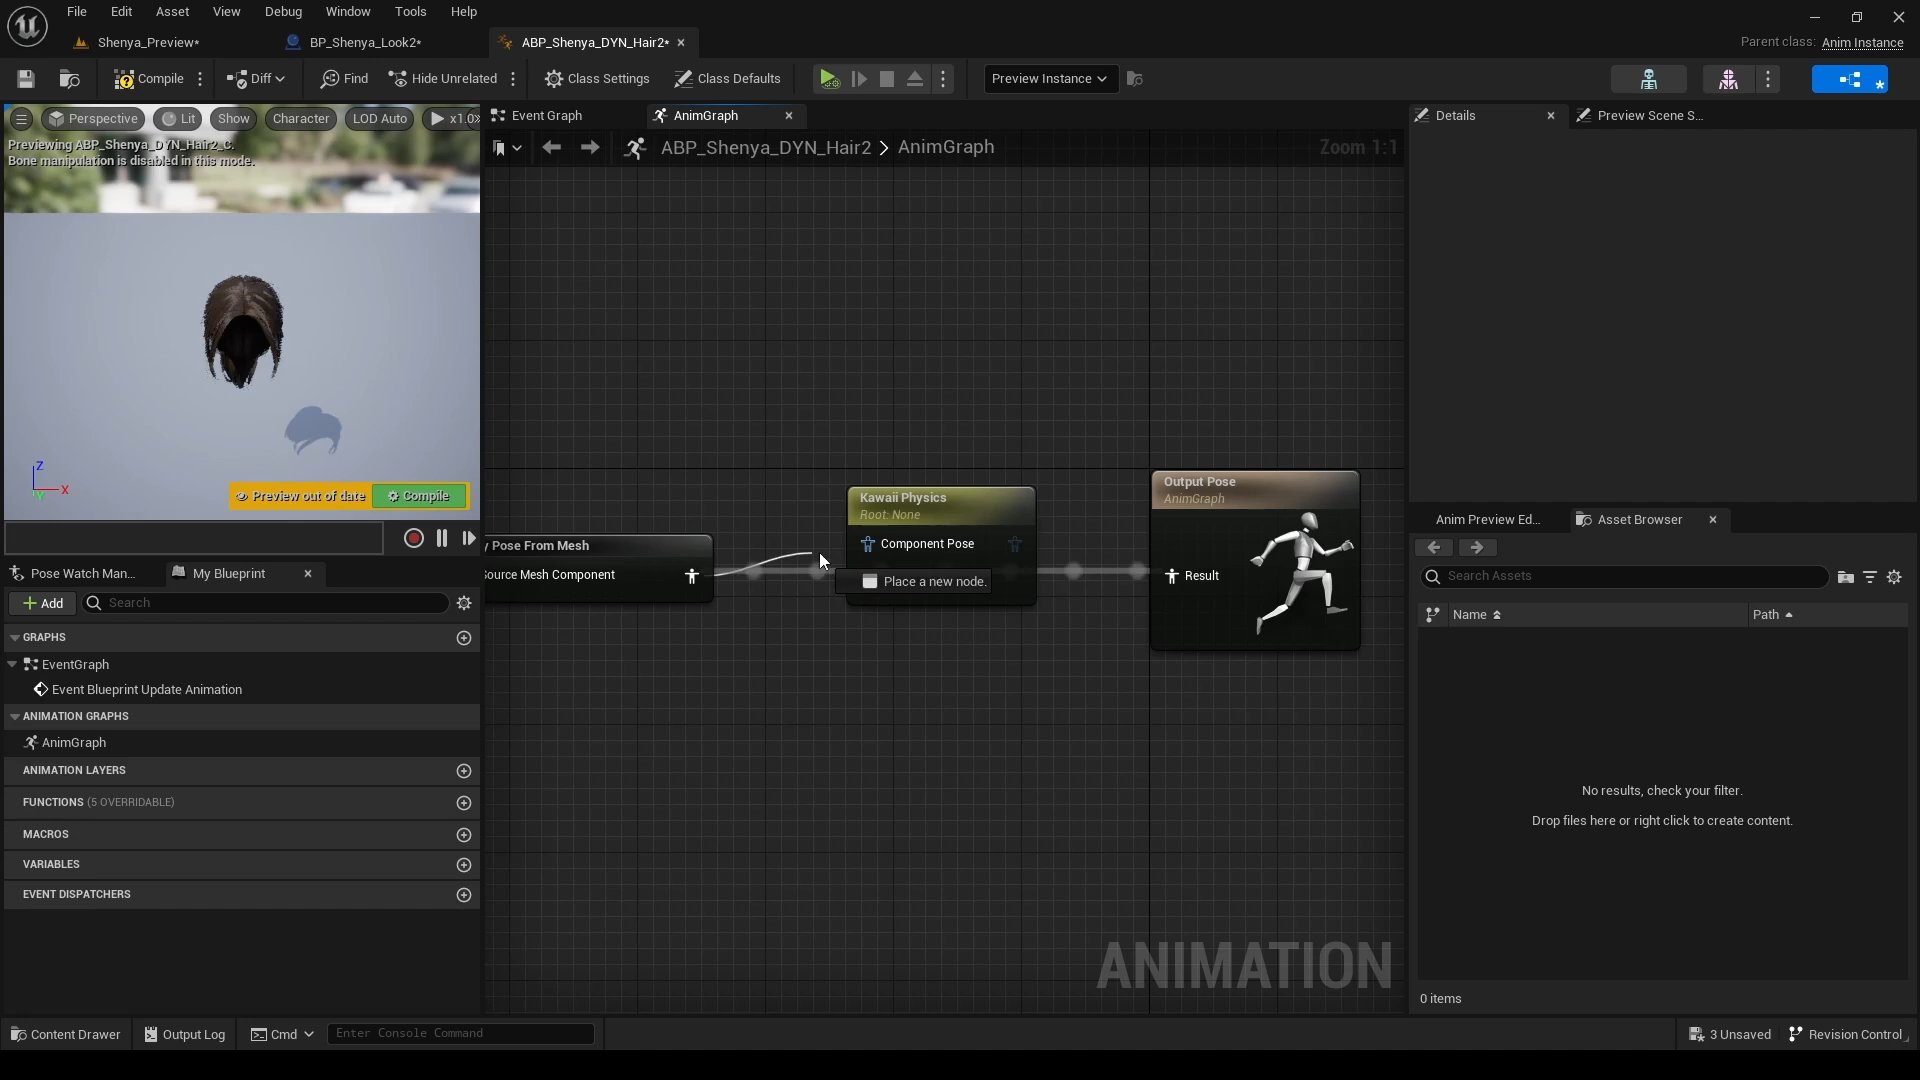 File Edit Asset View Debug Window Tools Help
Shenya_Preview* BP_Shenya_Look2* ABP_Shenya_DYN_Hair2* Parent class: Anim Instance
Compile Diff Find Hide Unrelated Class Settings Class Defaults Preview Instance
Perspective Lit Show Character LOD Auto x1.0
Previewing ABP_Shenya_DYN_Hair2_C.
Bone manipulation is disabled in this mode.
Z
X
Y
Preview out of date Compile
Pose Watch Man... My Blueprint
Add Search
GRAPHS
EventGraph
Event Blueprint Update Animation
ANIMATION GRAPHS
AnimGraph
ANIMATION LAYERS
FUNCTIONS (5 OVERRIDABLE)
MACROS
VARIABLES
EVENT DISPATCHERS
Event Graph AnimGraph
ABP_Shenya_DYN_Hair2 > AnimGraph Zoom 1:1
y Pose From Mesh
Source Mesh Component
Kawaii Physics
Root: None
Component Pose
Place a new node.
Output Pose
AnimGraph
Result
ANIMATION
Details Preview Scene S...
Anim Preview Ed... Asset Browser
Search Assets
Name Path
No results, check your filter.
Drop files here or right click to create content.
0 items
Content Drawer Output Log Cmd Enter Console Command 3 Unsaved Revision Control